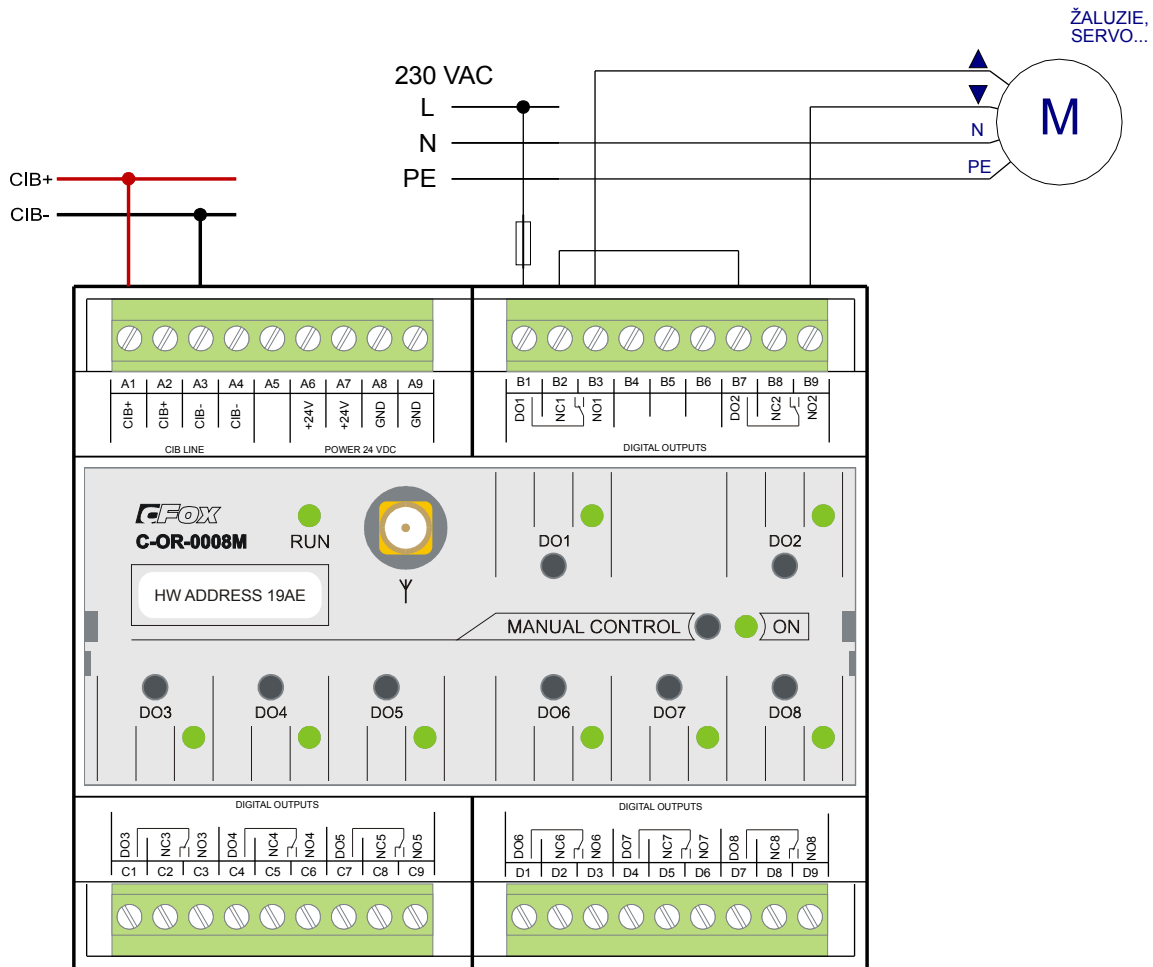 ŽALUZIE,
SERVO...
230 VAC
L
N
PE
M
N
PE
CIB+
CIB-
A1 A2 A3 A4 A5 A6 A7 A8 A9
CIB+ CIB+ CIB- CIB- +24V +24V GND GND
CIB LINE POWER 24 VDC
B1 B2 B3 B4 B5 B6 B7 B8 B9
DO1 NC1 NO1 DO2 NC2 NO2
DIGITAL OUTPUTS
CFOX
C-OR-0008M
RUN
HW ADDRESS 19AE
DO1 DO2
MANUAL CONTROL ON
DO3 DO4 DO5 DO6 DO7 DO8
DIGITAL OUTPUTS
DO3 NC3 NO3 DO4 NC4 NO4 DO5 NC5 NO5
C1 C2 C3 C4 C5 C6 C7 C8 C9
DIGITAL OUTPUTS
DO6 NC6 NO6 DO7 NC7 NO7 DO8 NC8 NO8
D1 D2 D3 D4 D5 D6 D7 D8 D9